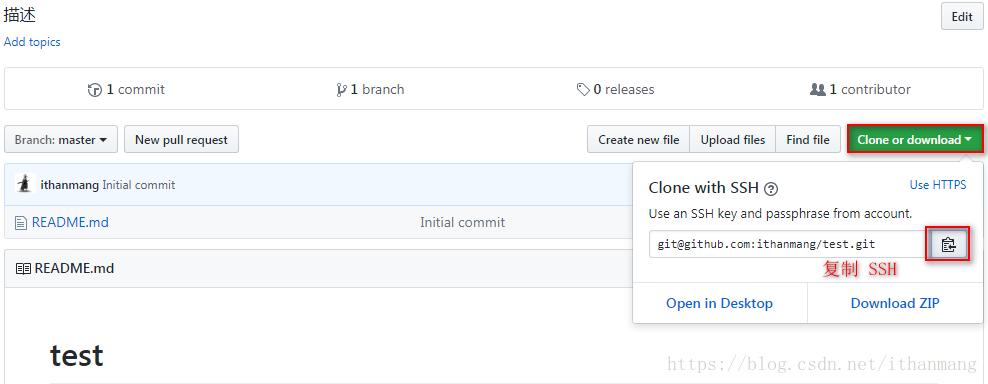 描述
Edit
Add topics
1 commit
1 branch
0 releases
1 contributor
Branch: master
New pull request
Create new file
Upload files
Find file
Clone or download
ithanmang Initial commit
README.md
Initial commit
Clone with SSH
Use HTTPS
Use an SSH key and passphrase from account.
git@github.com:ithanmang/test.git
复制 SSH
Open in Desktop
Download ZIP
README.md
test
https://blog.csdn.net/ithanmang